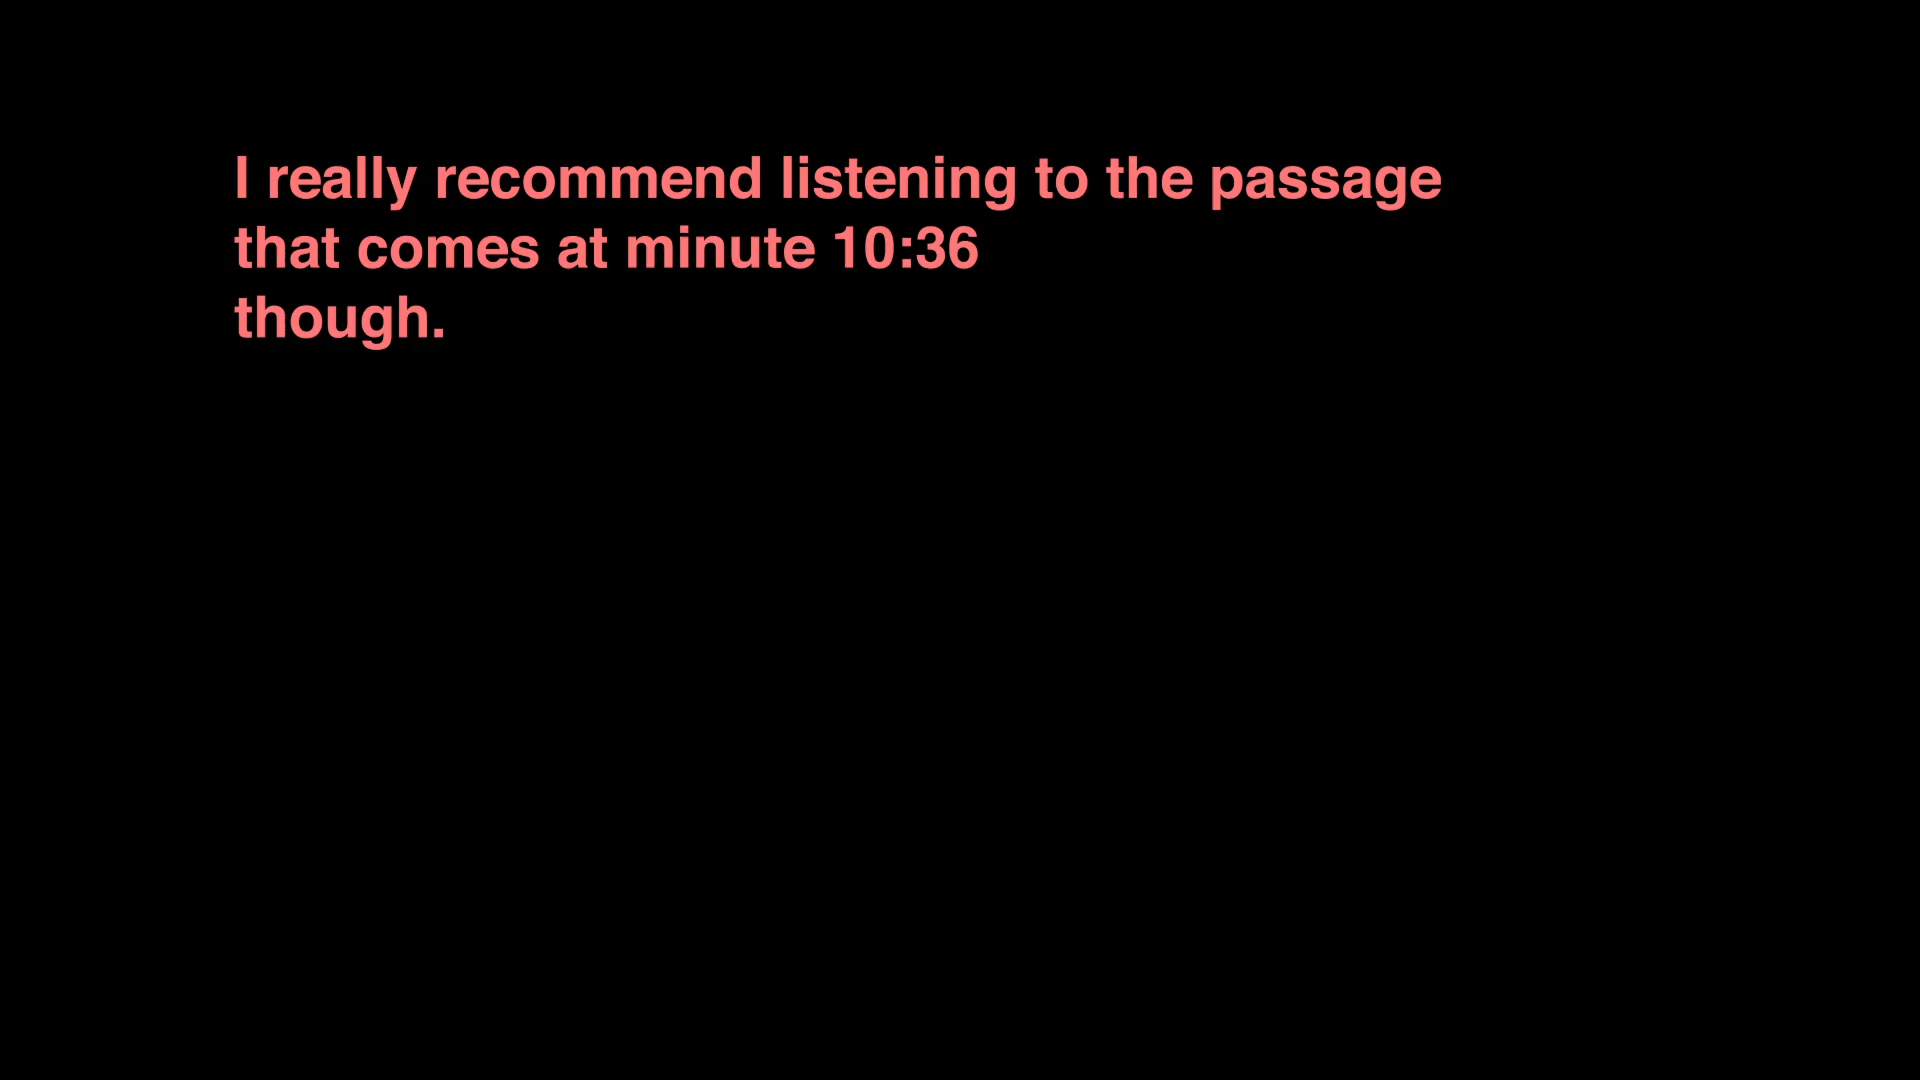 I really recommend listening to the passage
that comes at minute 10:36
though.